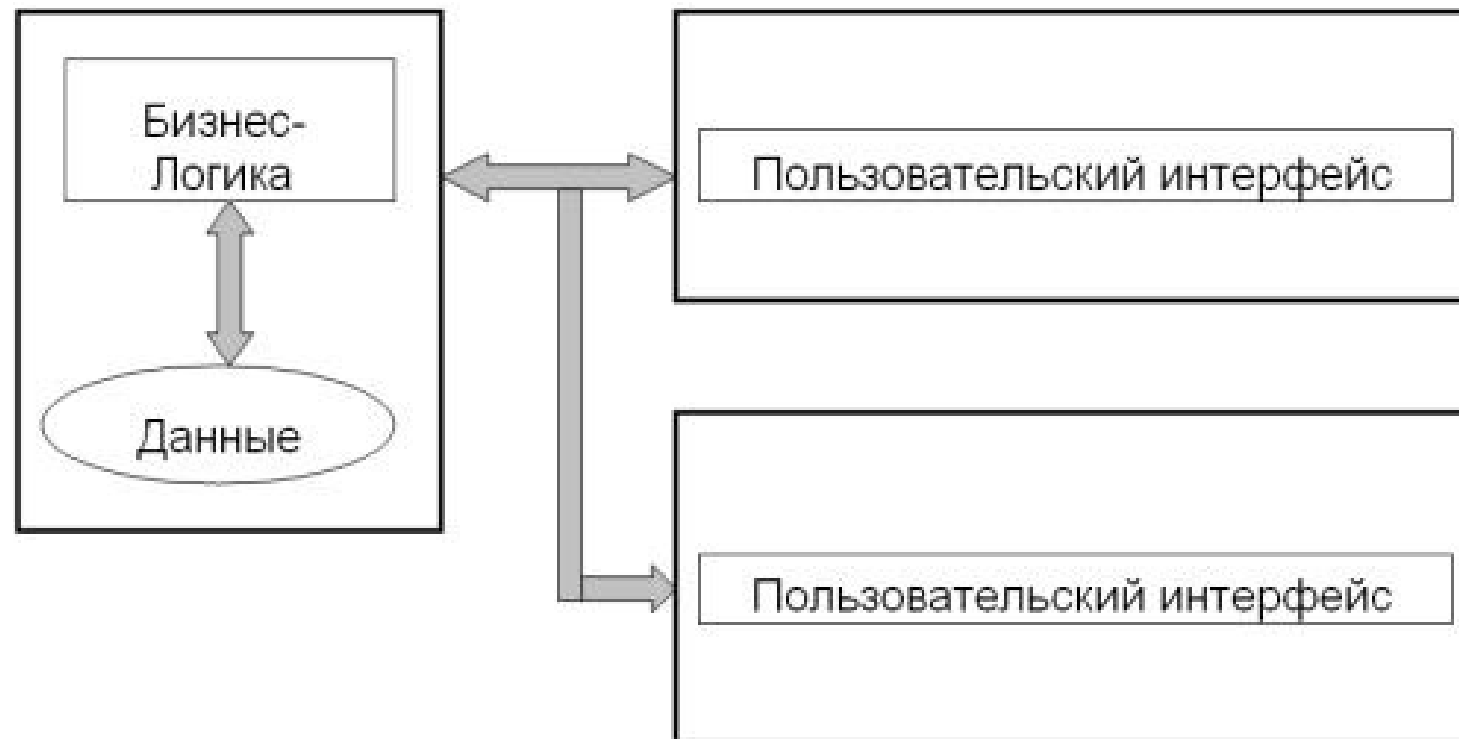 Бизнес-
Логика
Данные
Пользовательский интерфейс
Пользовательский интерфейс